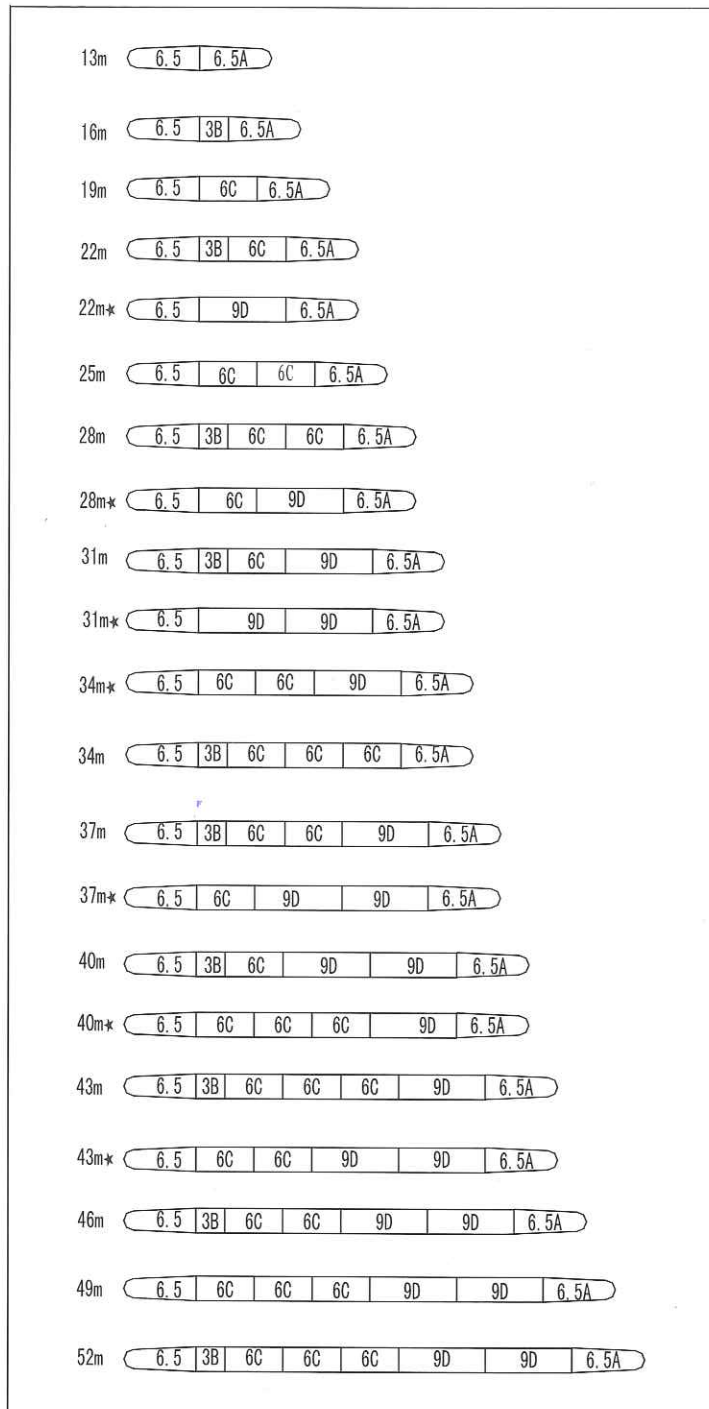 13m 6.5 6.5A
16m 6.5 3B 6.5A
19m 6.5 6C 6.5A
22m 6.5 3B 6C 6.5A
22m★ 6.5 9D 6.5A
25m 6.5 6C 6C 6.5A
28m 6.5 3B 6C 6C 6.5A
28m★ 6.5 6C 9D 6.5A
31m 6.5 3B 6C 9D 6.5A
31m★ 6.5 9D 9D 6.5A
34m★ 6.5 6C 6C 9D 6.5A
34m 6.5 3B 6C 6C 6C 6.5A
37m 6.5 3B 6C 6C 9D 6.5A
37m★ 6.5 6C 9D 9D 6.5A
40m 6.5 3B 6C 9D 9D 6.5A
40m★ 6.5 6C 6C 6C 9D 6.5A
43m 6.5 3B 6C 6C 6C 9D 6.5A
43m★ 6.5 6C 6C 9D 9D 6.5A
46m 6.5 3B 6C 6C 9D 9D 6.5A
49m 6.5 6C 6C 6C 9D 9D 6.5A
52m 6.5 3B 6C 6C 6C 9D 9D 6.5A